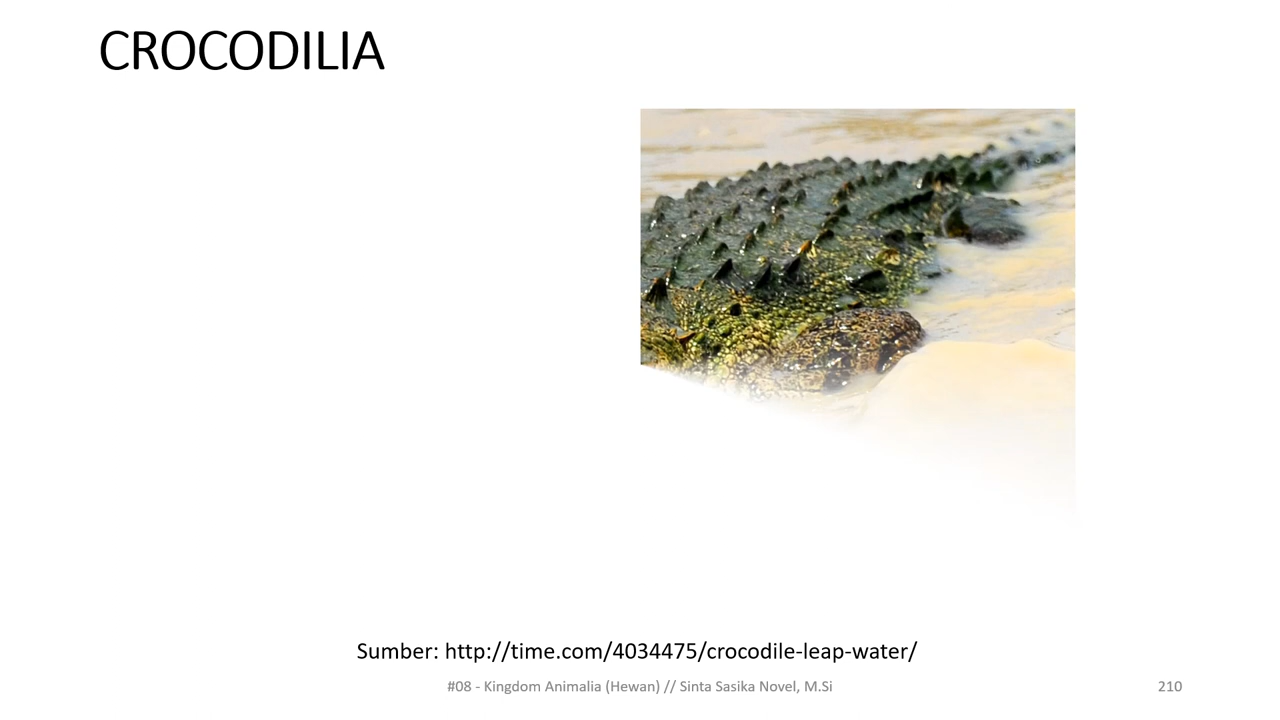 CROCODILIA
Sumber: http://time.com/4034475/crocodile-leap-water/
#08 - Kingdom Animalia (Hewan) // Sinta Sasika Novel, M.Si
210